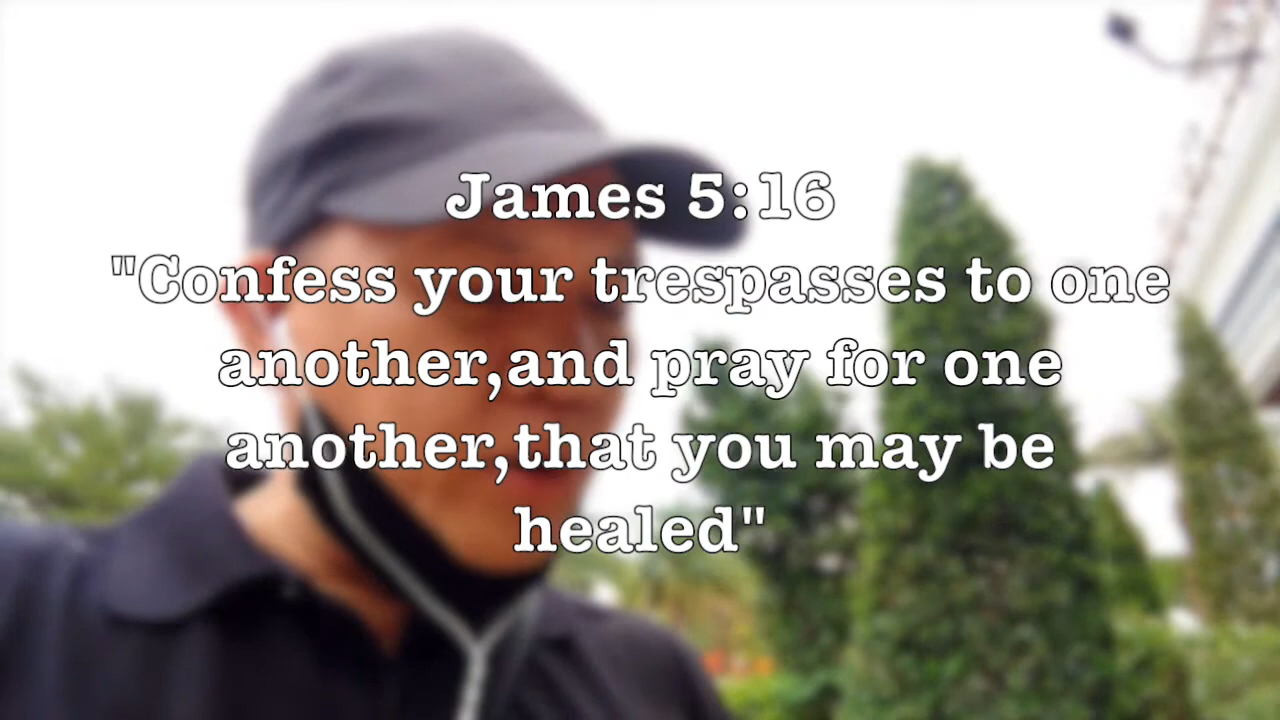 James 5:16
"Confess your trespasses to one
another,and pray for one
another,that you may be
healed"